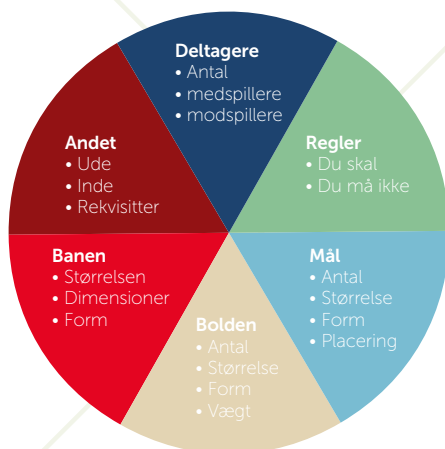 Deltagere
• Antal
• medspillere
• modspillere
Regler
• Du skal
• Du må ikke
Mål
• Antal
• Størrelse
• Form
• Placering
Bolden
• Antal
• Størrelse
• Form
• Vægt
Banen
• Størrelsen
• Dimensioner
• Form
Andet
• Ude
• Inde
• Rekvisitter